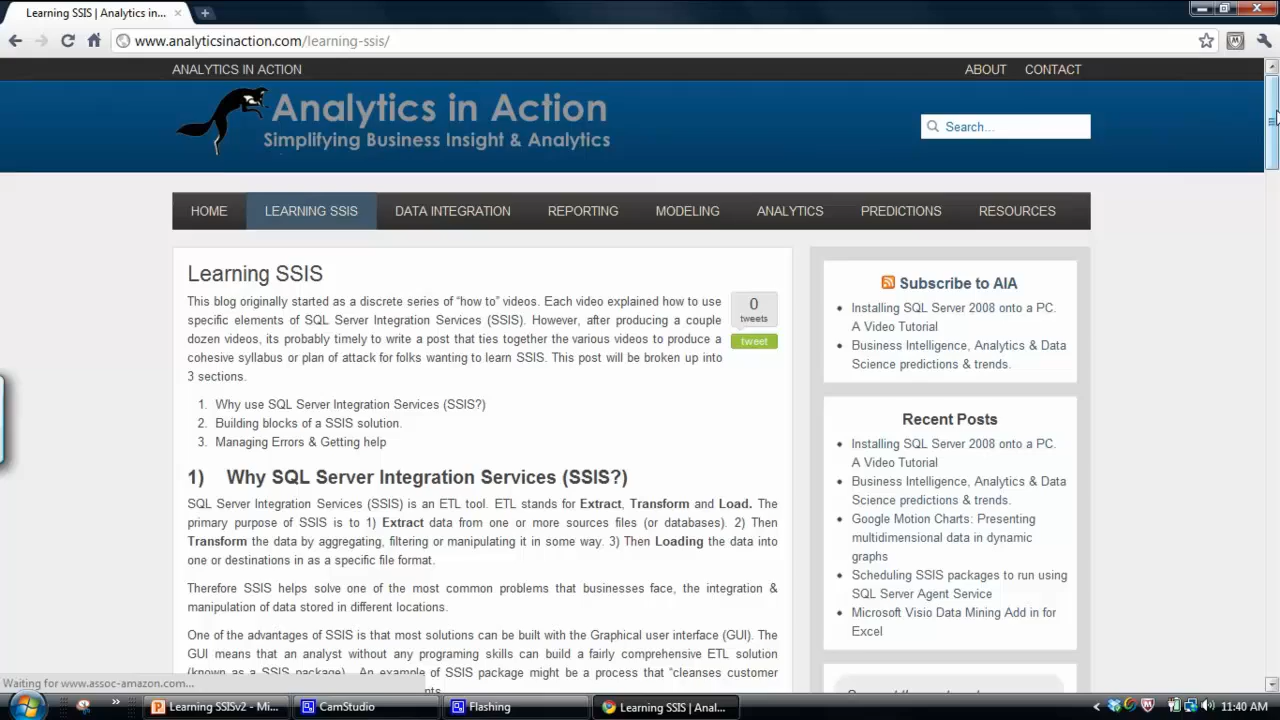 Learning SSIS | Analytics in...
www.analyticsinaction.com/learning-ssis/
ANALYTICS IN ACTION
ABOUT CONTACT
Analytics in Action
Simplifying Business Insight & Analytics
Search...
HOME LEARNING SSIS DATA INTEGRATION REPORTING MODELING ANALYTICS PREDICTIONS RESOURCES
Learning SSIS
This blog originally started as a discrete series of “how to” videos. Each video explained how to use
specific elements of SQL Server Integration Services (SSIS). However, after producing a couple
dozen videos, its probably timely to write a post that ties together the various videos to produce a
cohesive syllabus or plan of attack for folks wanting to learn SSIS. This post will be broken up into
3 sections.
0
tweets
tweet
1. Why use SQL Server Integration Services (SSIS?)
2. Building blocks of a SSIS solution.
3. Managing Errors & Getting help
1) Why SQL Server Integration Services (SSIS?)
SQL Server Integration Services (SSIS) is an ETL tool. ETL stands for Extract, Transform and Load. The
primary purpose of SSIS is to 1) Extract data from one or more sources files (or databases). 2) Then
Transform the data by aggregating, filtering or manipulating it in some way. 3) Then Loading the data into
one or destinations in as a specific file format.
Therefore SSIS helps solve one of the most common problems that businesses face, the integration &
manipulation of data stored in different locations.
One of the advantages of SSIS is that most solutions can be built with the Graphical user interface (GUI). The
GUI means that an analyst without any programing skills can build a fairly comprehensive ETL solution
(known as a SSIS package). An example of SSIS package might be a process that “cleanses customer
Subscribe to AIA
Installing SQL Server 2008 onto a PC.
A Video Tutorial
Business Intelligence, Analytics & Data
Science predictions & trends.
Recent Posts
Installing SQL Server 2008 onto a PC.
A Video Tutorial
Business Intelligence, Analytics & Data
Science predictions & trends.
Google Motion Charts: Presenting
multidimensional data in dynamic
graphs
Scheduling SSIS packages to run using
SQL Server Agent Service
Microsoft Visio Data Mining Add in for
Excel
Waiting for www.assoc-amazon.com...
Learning SSISv2 - Mi...
CamStudio
Flashing
Learning SSIS | Anal...
11:40 AM